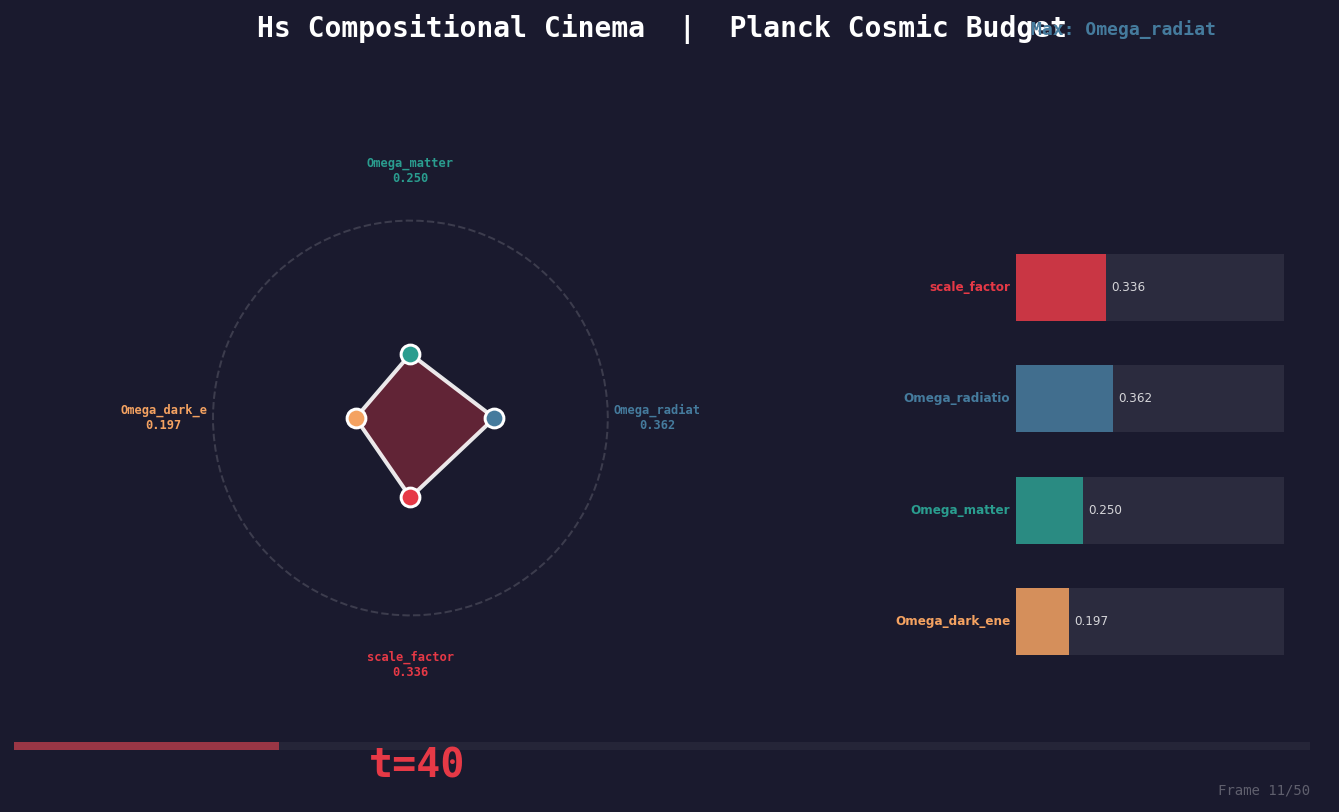 Hs Compositional Cinema | Planck Cosmic Budget
Max: Omega_radiat
Omega_matter
0.250
Omega_dark_e
0.197
Omega_radiat
0.362
scale_factor
0.336
scale_factor
0.336
Omega_radiatio
0.362
Omega_matter
0.250
Omega_dark_ene
0.197
t=40
Frame 11/50